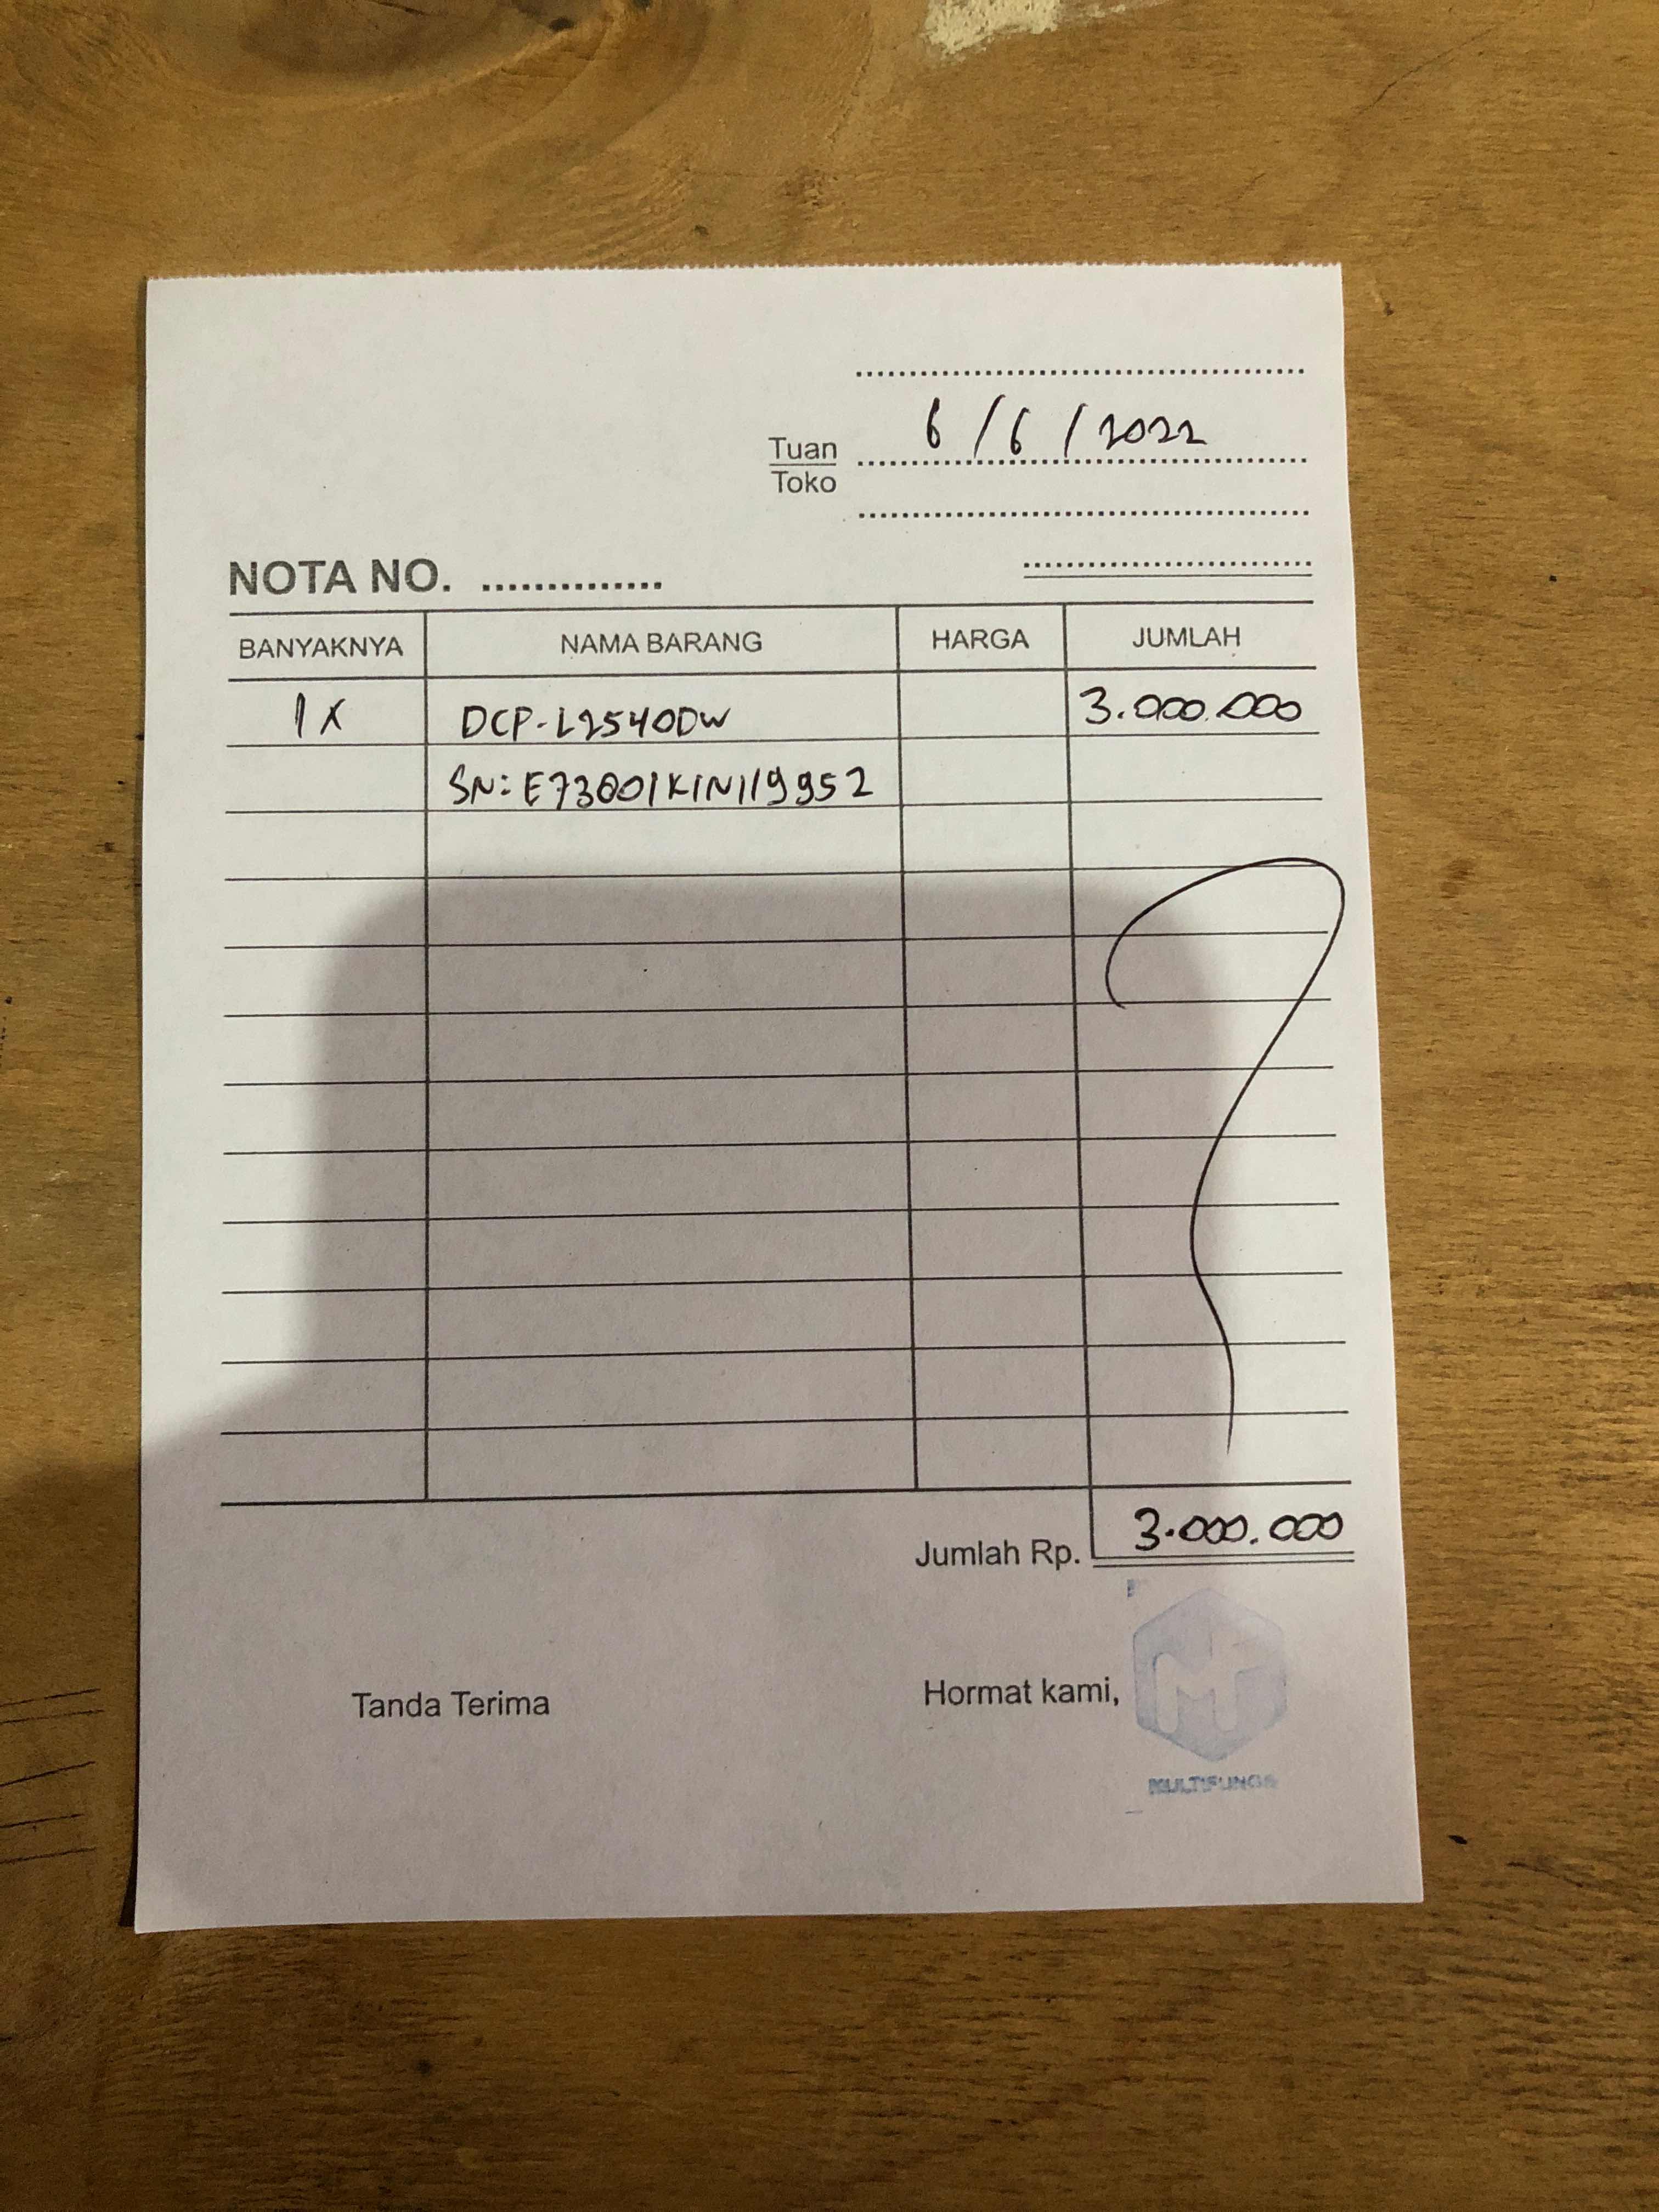 6/6/2022
Tuan
Toko
NOTA NO. ..............
BANYAKNYA NAMA BARANG HARGA JUMLAH
1x DCP-L2540DW 3.000.000
SN: E73001K1N119952
Jumlah Rp. 3.000.000
Tanda Terima Hormat kami,
MULTIFUNGS